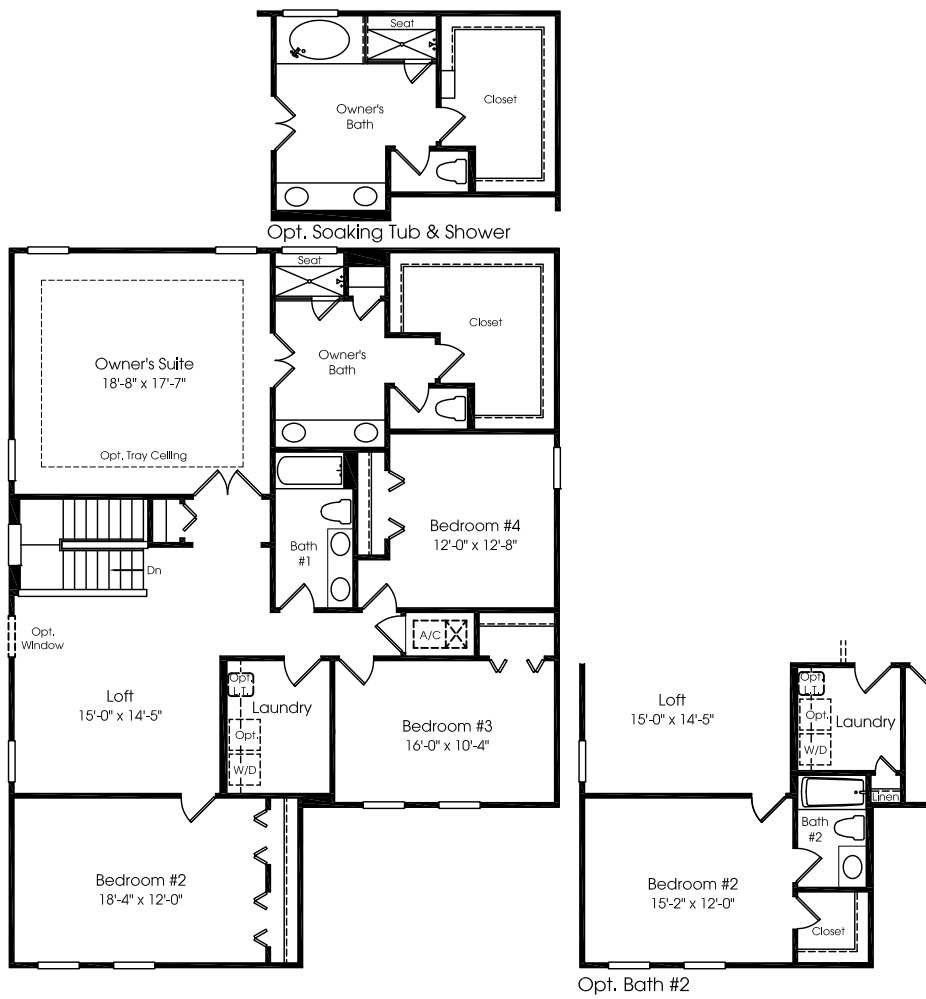 Seat
Owner's
Bath
Closet
Opt. Soaking Tub & Shower
Seat
Owner's Suite
18'-8" x 17'-7"
Owner's
Bath
Closet
Opt. Tray Ceiling
Bedroom #4
12'-0" x 12'-8"
Bath
#1
Dn
Opt.
Window
A/C
Loft
15'-0" x 14'-5"
Opt.
LT
Laundry
Opt.
W/D
Bedroom #3
16'-0" x 10'-4"
Bedroom #2
18'-4" x 12'-0"
Loft
15'-0" x 14'-5"
Opt.
LT
Opt.
Laundry
W/D
Linen
Bath
#2
Bedroom #2
15'-2" x 12'-0"
Closet
Opt. Bath #2